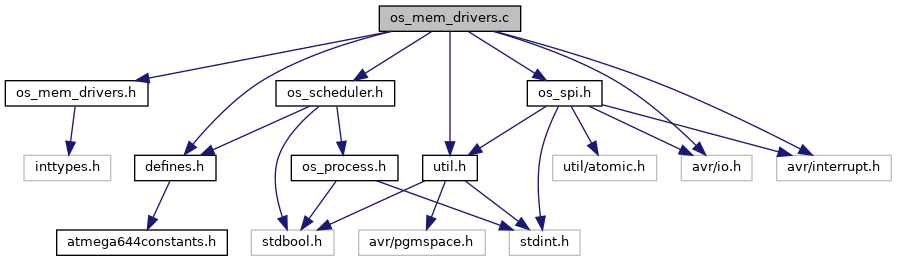 os_mem_drivers.c
os_mem_drivers.h
os_scheduler.h
os_spi.h
inttypes.h
defines.h
os_process.h
util.h
util/atomic.h
avr/io.h
avr/interrupt.h
atmega644constants.h
stdbool.h
avr/pgmspace.h
stdint.h